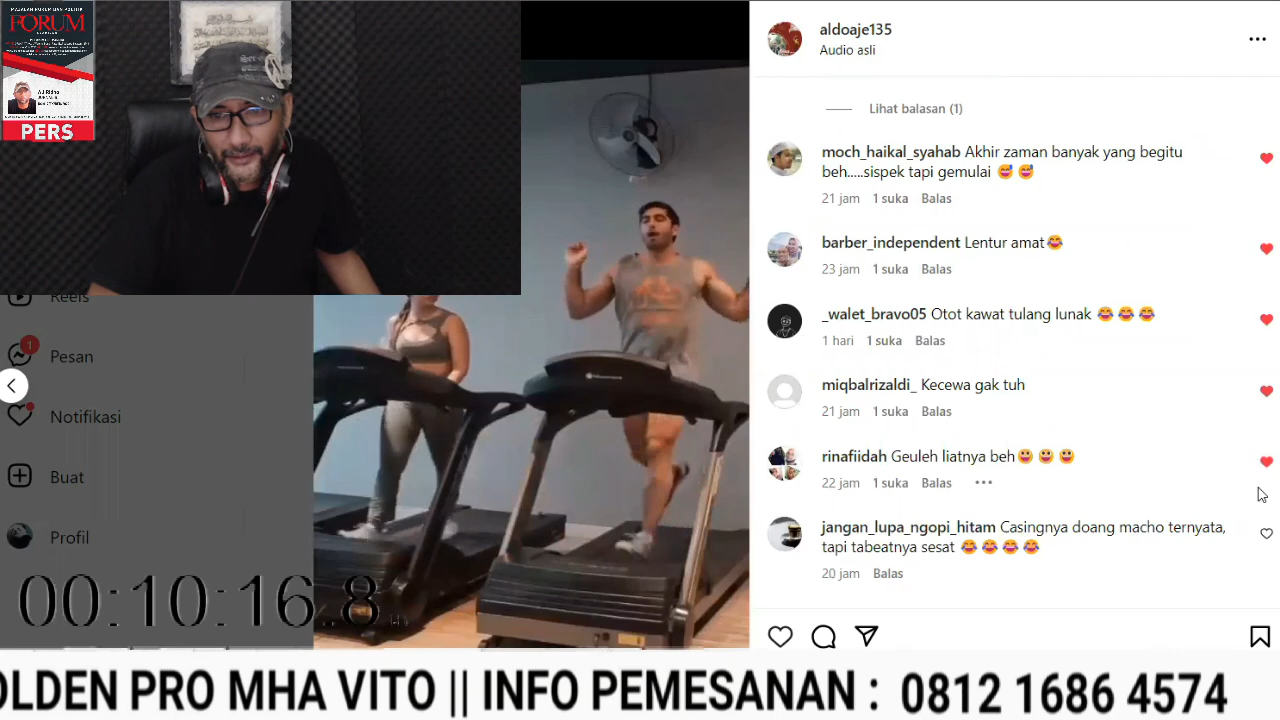 FORUM
PERS
Reels
1
Pesan
Notifikasi
Buat
Profil
00:10:16.8
aldoaje135
Audio asli
Lihat balasan (1)
moch_haikal_syahab Akhir zaman banyak yang begitu
beh.....sispek tapi gemulai 😅 😅
21 jam 1 suka Balas
barber_independent Lentur amat😂
23 jam 1 suka Balas
_walet_bravo05 Otot kawat tulang lunak 😂 😂 😂
1 hari 1 suka Balas
miqbalrizaldi_ Kecewa gak tuh
21 jam 1 suka Balas
rinafiidah Geuleh liatnya beh😀 😀 😀
22 jam 1 suka Balas
jangan_lupa_ngopi_hitam Casingnya doang macho ternyata,
tapi tabeatnya sesat 😂 😂 😂 😂
20 jam Balas
OLDEN PRO MHA VITO || INFO PEMESANAN : 0812 1686 4574